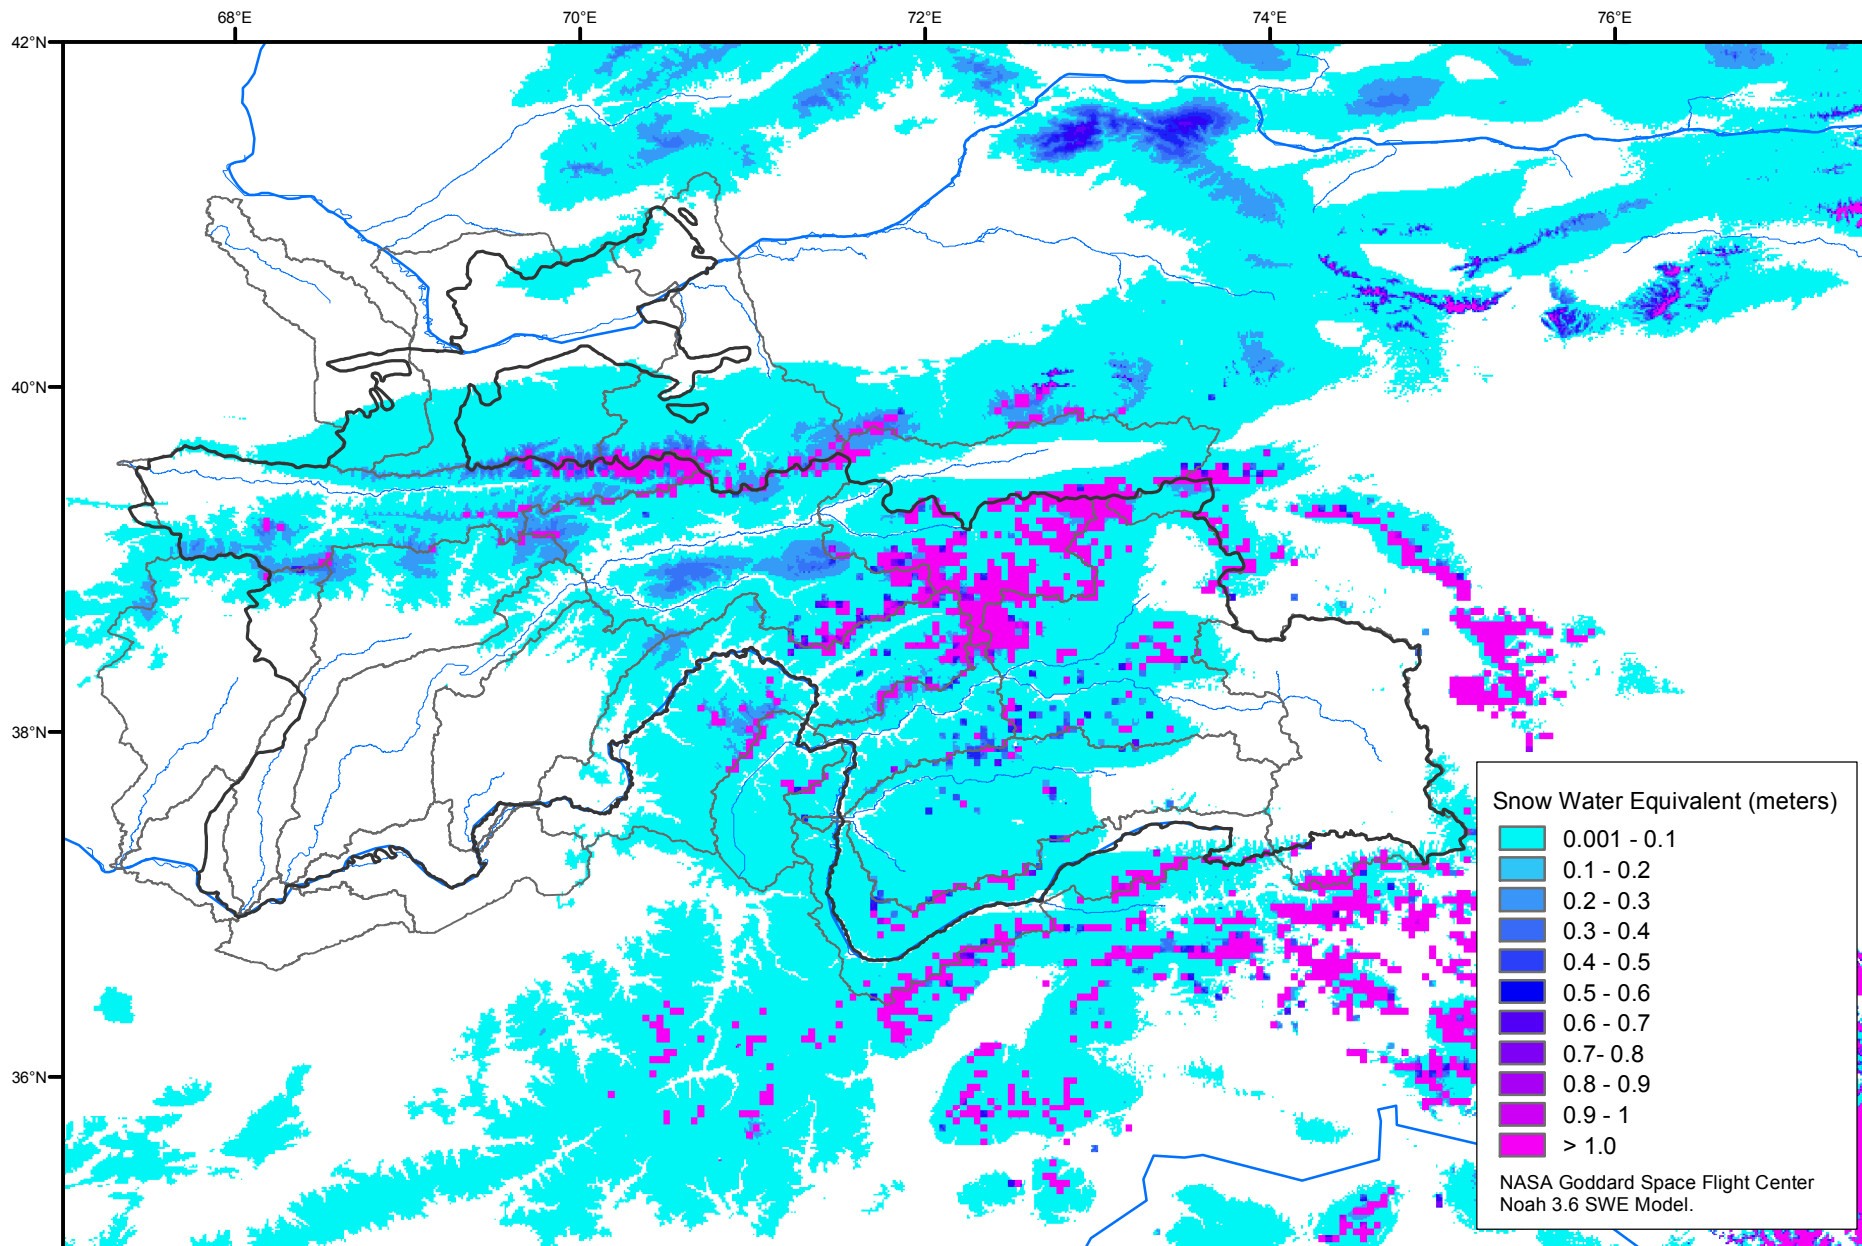 68°E 70°E 72°E 74°E 76°E
42°N
40°N
38°N
36°N
Snow Water Equivalent (meters)
0.001 - 0.1
0.1 - 0.2
0.2 - 0.3
0.3 - 0.4
0.4 - 0.5
0.5 - 0.6
0.6 - 0.7
0.7- 0.8
0.8 - 0.9
0.9 - 1
> 1.0
NASA Goddard Space Flight Center
Noah 3.6 SWE Model.